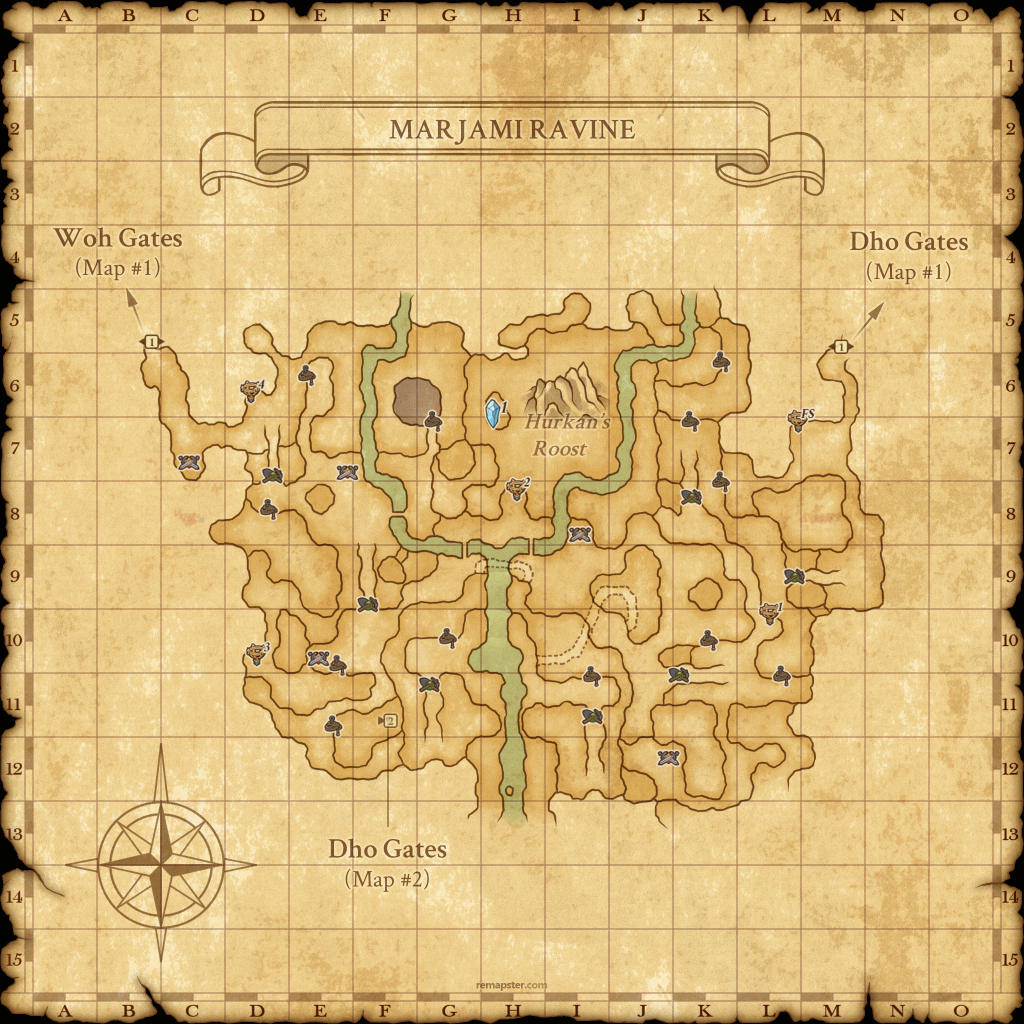 A B C D E F G H I J K L M N O
1 1
2 2
MARJAMI RAVINE
3 3
Woh Gates
(Map #1)
Dho Gates
(Map #1)
4 4
5 5
1
1
6 6
4
1
FS
Hurkan's
Roost
7 7
2
8 8
9 9
1
10 10
3
11 11
2
12 12
13 13
Dho Gates
(Map #2)
14 14
15 15
remapster.com
A B C D E F G H I J K L M N O